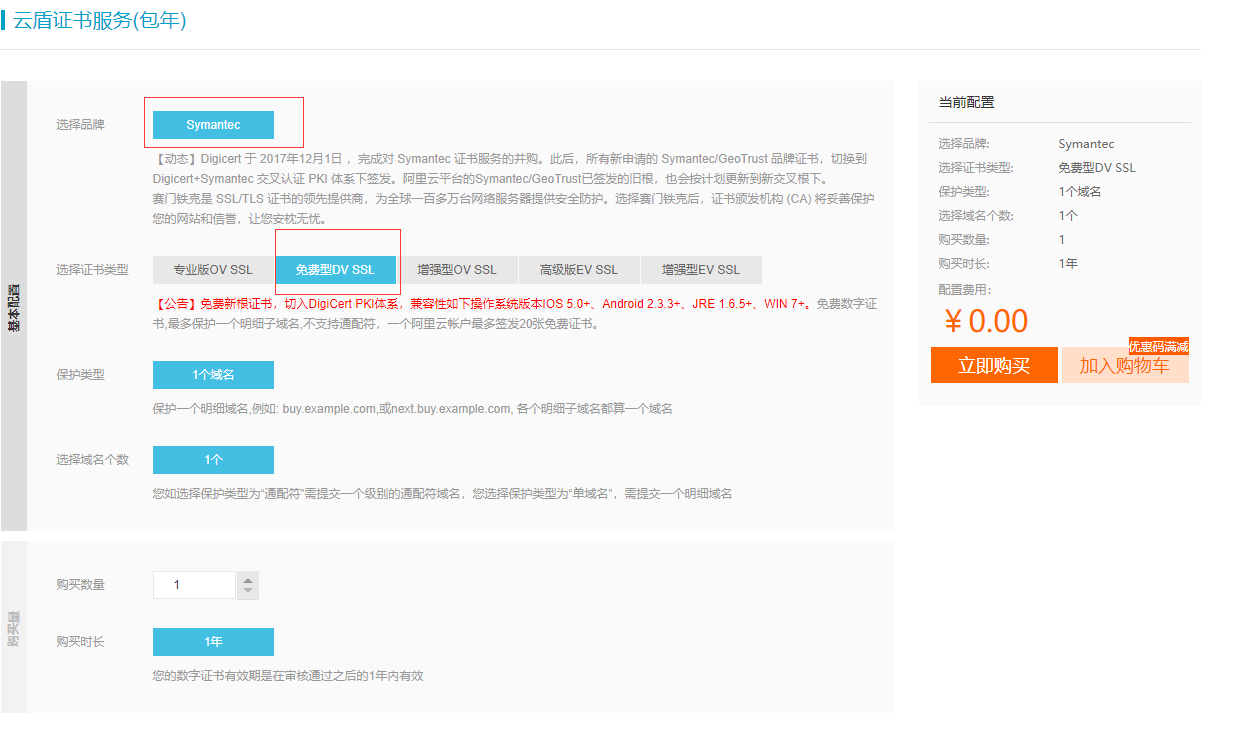 云盾证书服务(包年)
基本配置
选择品牌
Symantec
【动态】Digicert 于 2017年12月1日 ，完成对 Symantec 证书服务的并购。此后，所有新申请的 Symantec/GeoTrust 品牌证书，切换到
Digicert+Symantec 交叉认证 PKI 体系下签发。阿里云平台的Symantec/GeoTrust已签发的旧根，也会按计划更新到新交叉根下。
赛门铁克是 SSL/TLS 证书的领先提供商，为全球一百多万台网络服务器提供安全防护。选择赛门铁克后，证书颁发机构 (CA) 将妥善保护
您的网站和信誉，让您安枕无忧。
选择证书类型
专业版OV SSL 免费型DV SSL 增强型OV SSL 高级版EV SSL 增强型EV SSL
【公告】免费新根证书，切入DigiCert PKI体系，兼容性如下操作系统版本IOS 5.0+、Android 2.3.3+、JRE 1.6.5+、WIN 7+。免费数字证
书,最多保护一个明细子域名,不支持通配符，一个阿里云帐户最多签发20张免费证书。
保护类型
1个域名
保护一个明细域名,例如: buy.example.com,或next.buy.example.com, 各个明细子域名都算一个域名
选择域名个数
1个
您如选择保护类型为“通配符”需提交一个级别的通配符域名，您选择保护类型为“单域名”，需提交一个明细域名
购买量
购买数量
1
购买时长
1年
您的数字证书有效期是在审核通过之后的1年内有效
当前配置
选择品牌: Symantec
选择证书类型: 免费型DV SSL
保护类型: 1个域名
选择域名个数: 1个
购买数量: 1
购买时长: 1年
配置费用:
¥ 0.00
优惠码满减
立即购买 加入购物车